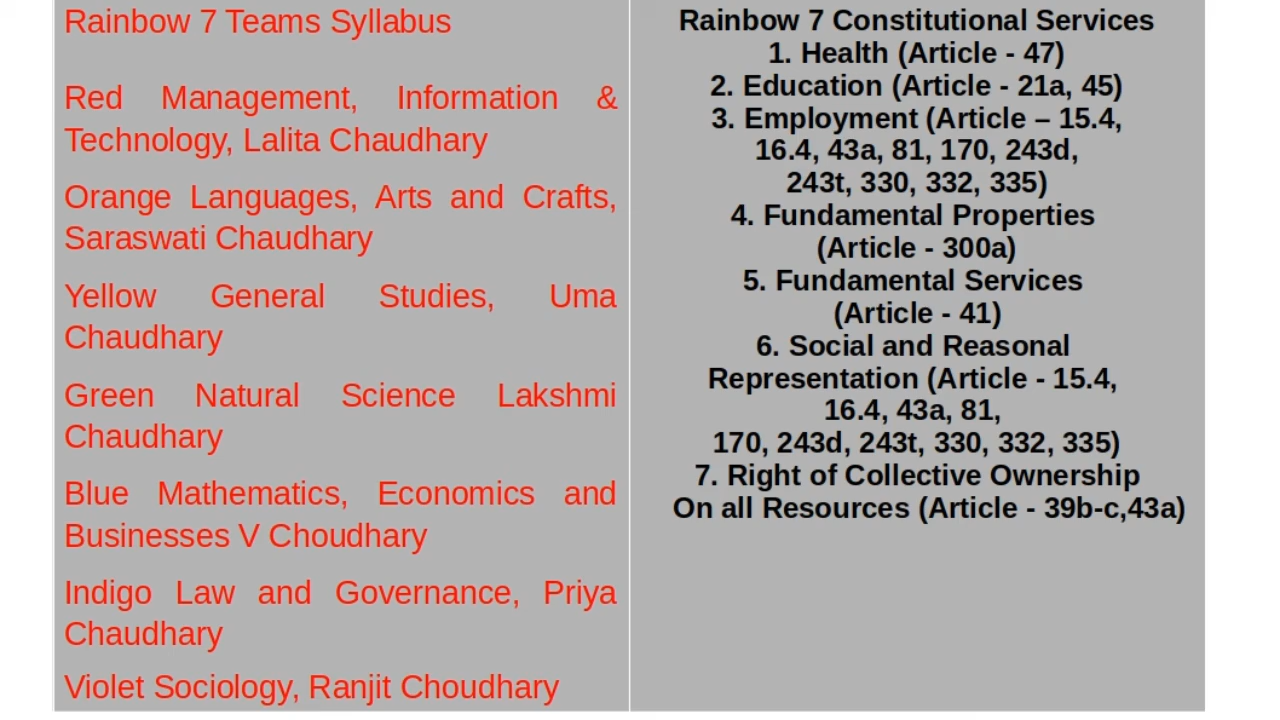 Rainbow 7 Teams Syllabus
Red Management, Information &
Technology, Lalita Chaudhary
Orange Languages, Arts and Crafts,
Saraswati Chaudhary
Yellow General Studies, Uma
Chaudhary
Green Natural Science Lakshmi
Chaudhary
Blue Mathematics, Economics and
Businesses V Choudhary
Indigo Law and Governance, Priya
Chaudhary
Violet Sociology, Ranjit Choudhary
Rainbow 7 Constitutional Services
1. Health (Article - 47)
2. Education (Article - 21a, 45)
3. Employment (Article – 15.4,
16.4, 43a, 81, 170, 243d,
243t, 330, 332, 335)
4. Fundamental Properties
(Article - 300a)
5. Fundamental Services
(Article - 41)
6. Social and Reasonal
Representation (Article - 15.4,
16.4, 43a, 81,
170, 243d, 243t, 330, 332, 335)
7. Right of Collective Ownership
On all Resources (Article - 39b-c,43a)